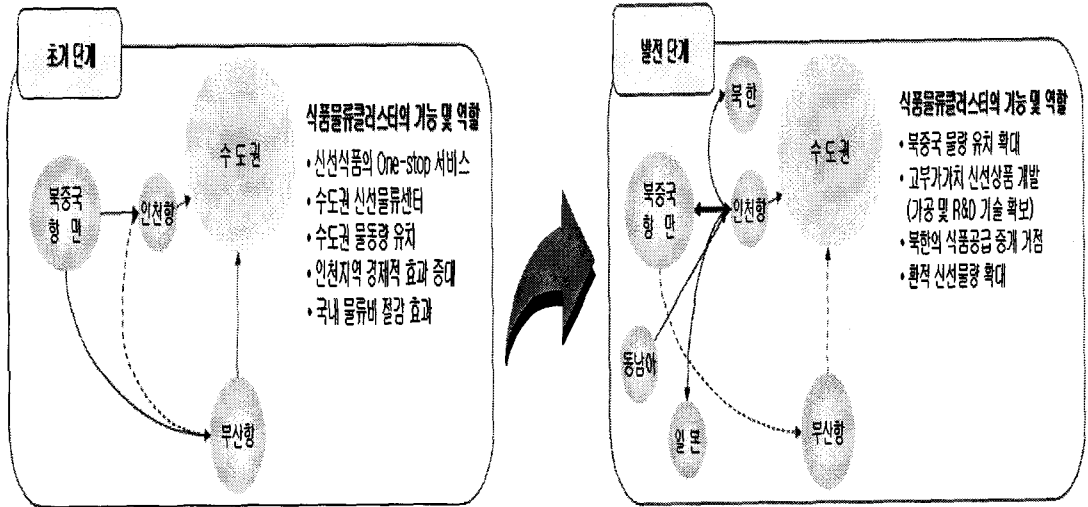 초기 단계
수도권
북중국
항 만
인천항
부산항
식품물류클러스터의 기능 및 역할
• 신선식품의 One-stop 서비스
• 수도권 신선물류센터
• 수도권 물동량 유치
• 인천지역 경제적 효과 증대
• 국내 물류비 절감 효과
발전 단계
북한
수도권
북중국
항 만
인천항
동남아
일본
부산항
식품물류클러스터의 기능 및 역할
• 북중국 물량 유치 확대
• 고부가가치 신선상품 개발
(가공 및 R&D 기술 확보)
• 북한의 식품공급 중개 거점
• 환적 신선물량 확대